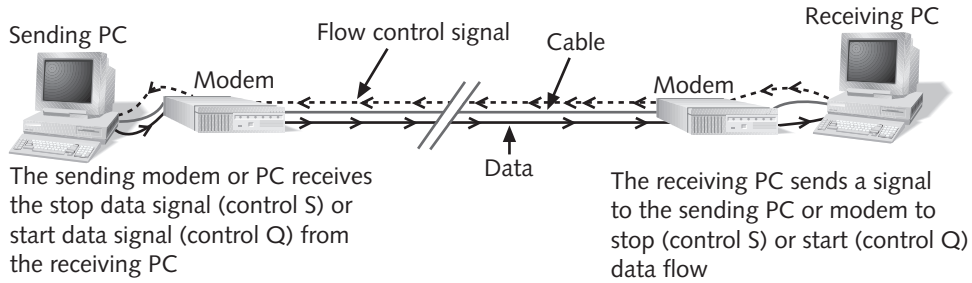 Sending PC
Flow control signal
Cable
Receiving PC
Modem
Modem
Data
The sending modem or PC receives
the stop data signal (control S) or
start data signal (control Q) from
the receiving PC
The receiving PC sends a signal
to the sending PC or modem to
stop (control S) or start (control Q)
data flow